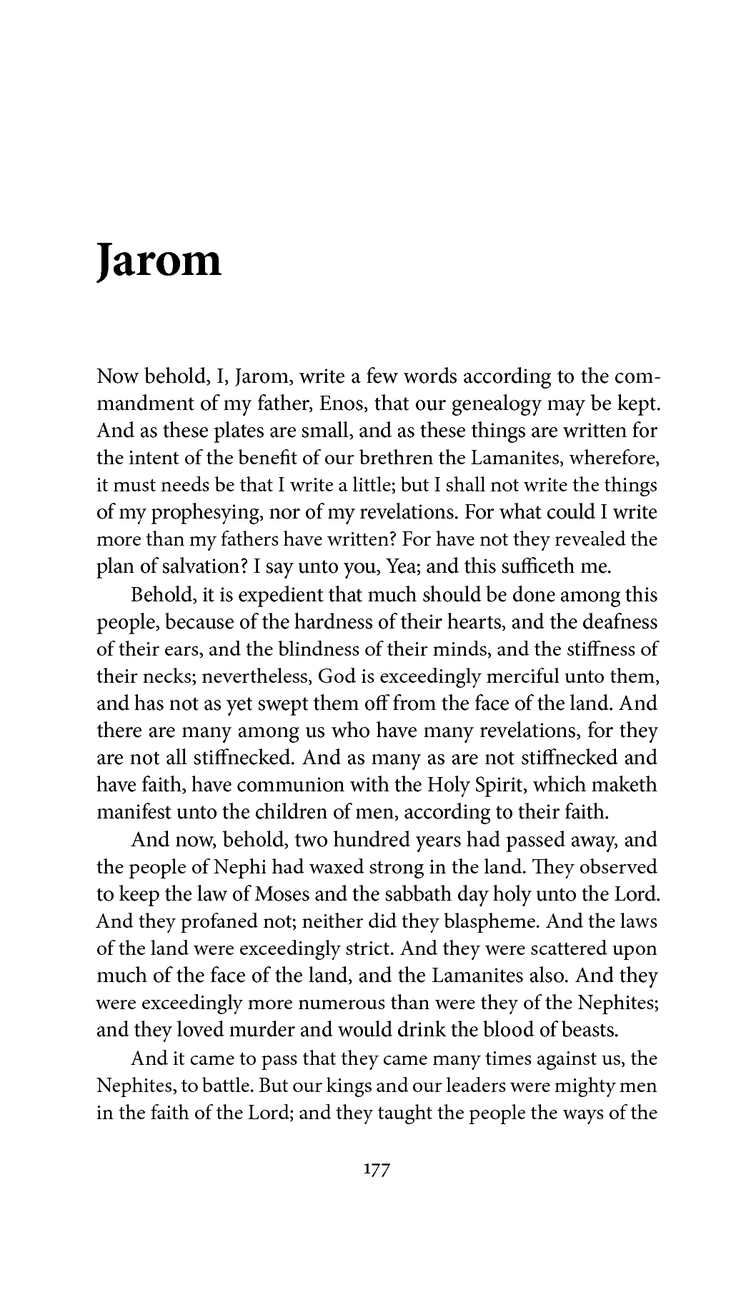 Jarom
Now behold, I, Jarom, write a few words according to the com-
mandment of my father, Enos, that our genealogy may be kept.
And as these plates are small, and as these things are written for
the intent of the benefit of our brethren the Lamanites, wherefore,
it must needs be that I write a little; but I shall not write the things
of my prophesying, nor of my revelations. For what could I write
more than my fathers have written? For have not they revealed the
plan of salvation? I say unto you, Yea; and this sufficeth me.
Behold, it is expedient that much should be done among this
people, because of the hardness of their hearts, and the deafness
of their ears, and the blindness of their minds, and the stiffness of
their necks; nevertheless, God is exceedingly merciful unto them,
and has not as yet swept them off from the face of the land. And
there are many among us who have many revelations, for they
are not all stiffnecked. And as many as are not stiffnecked and
have faith, have communion with the Holy Spirit, which maketh
manifest unto the children of men, according to their faith.
And now, behold, two hundred years had passed away, and
the people of Nephi had waxed strong in the land. They observed
to keep the law of Moses and the sabbath day holy unto the Lord.
And they profaned not; neither did they blaspheme. And the laws
of the land were exceedingly strict. And they were scattered upon
much of the face of the land, and the Lamanites also. And they
were exceedingly more numerous than were they of the Nephites;
and they loved murder and would drink the blood of beasts.
And it came to pass that they came many times against us, the
Nephites, to battle. But our kings and our leaders were mighty men
in the faith of the Lord; and they taught the people the ways of the
177